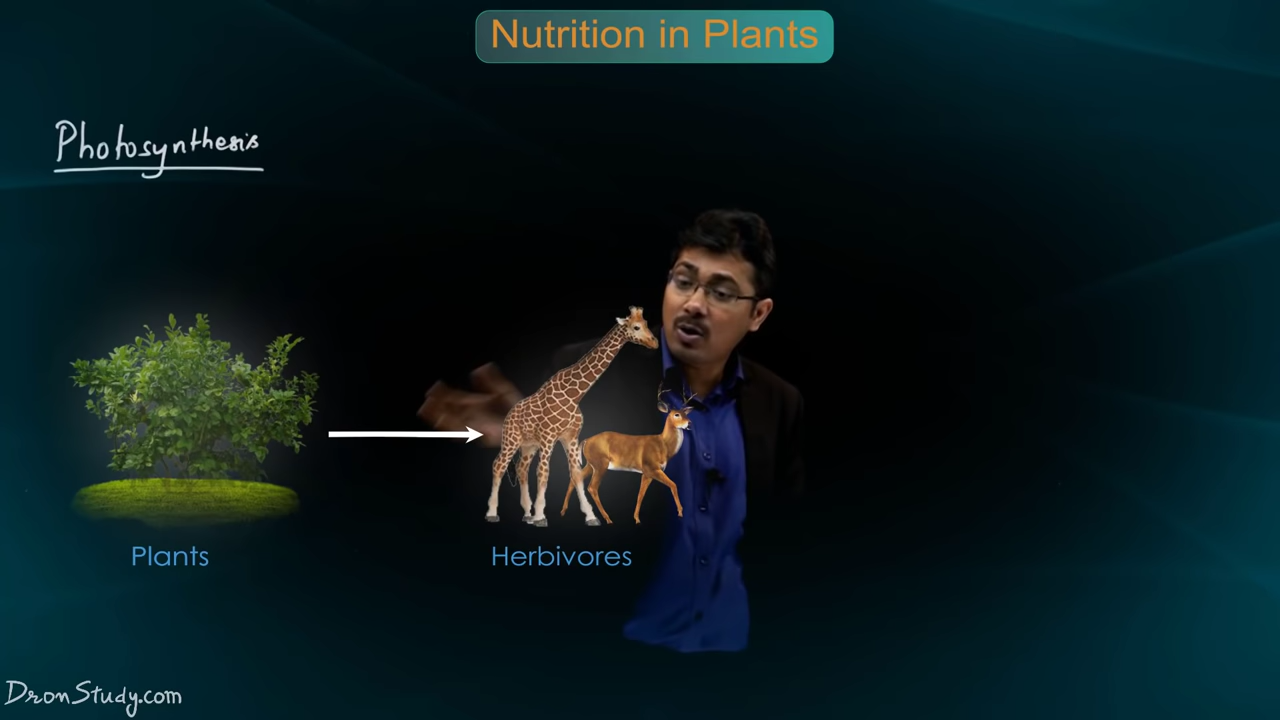 Nutrition in Plants
Photosynthesis
Plants
Herbivores
DronStudy.com